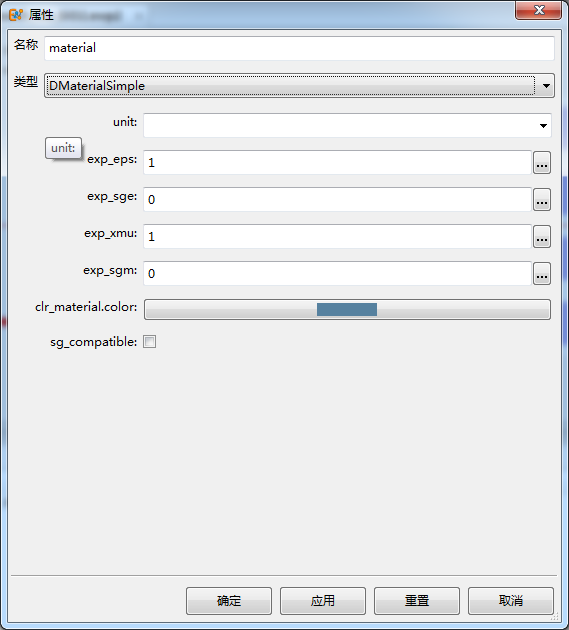 属性
名称 material
类型 DMaterialSimple
unit:
unit:
exp_eps: 1 ...
exp_sge: 0 ...
exp_xmu: 1 ...
exp_sgm: 0 ...
clr_material.color:
sg_compatible:
确定 应用 重置 取消